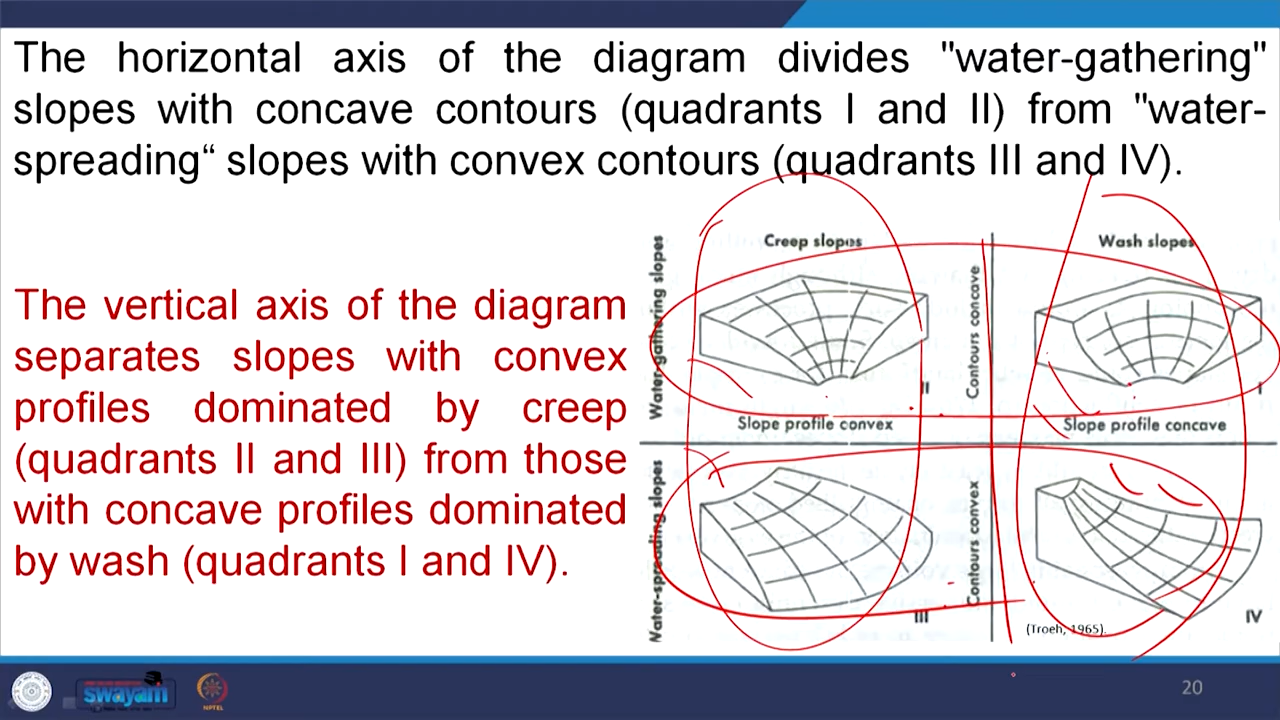 The horizontal axis of the diagram divides "water-gathering"
slopes with concave contours (quadrants I and II) from "water-
spreading“ slopes with convex contours (quadrants III and IV).
The vertical axis of the diagram
separates slopes with convex
profiles dominated by creep
(quadrants II and III) from those
with concave profiles dominated
by wash (quadrants I and IV).
Creep slopes
Wash slopes
Water-gathering slopes
Contours concave
II
I
Slope profile convex
Slope profile concave
Water-spreading slopes
Contours convex
III
IV
(Troeh, 1965).
swayam
NPTEL
20